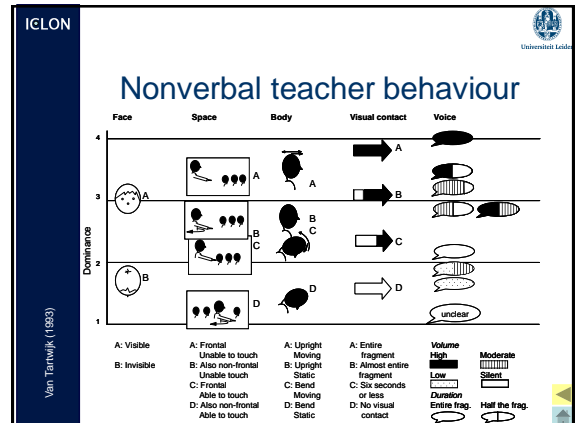 ICLON
Universiteit Leiden
Nonverbal teacher behaviour
Face Space Body Visual contact Voice
4
A A
A A
3
A B
B B
C
C C
2
B
D D D
unclear
1
Dominance
Van Tartwijk (1993)
A: Visible
B: Invisible
A: Frontal
Unable to touch
B: Also non-frontal
Unable to touch
C: Frontal
Able to touch
D: Also non-frontal
Able to touch
A: Upright
Moving
B: Upright
Static
C: Bend
Moving
D: Bend
Static
A: Entire
fragment
B: Almost entire
fragment
C: Six seconds
or less
D: No visual
contact
Volume
High Moderate
Low Silent
Duration
Entire frag. Half the frag.